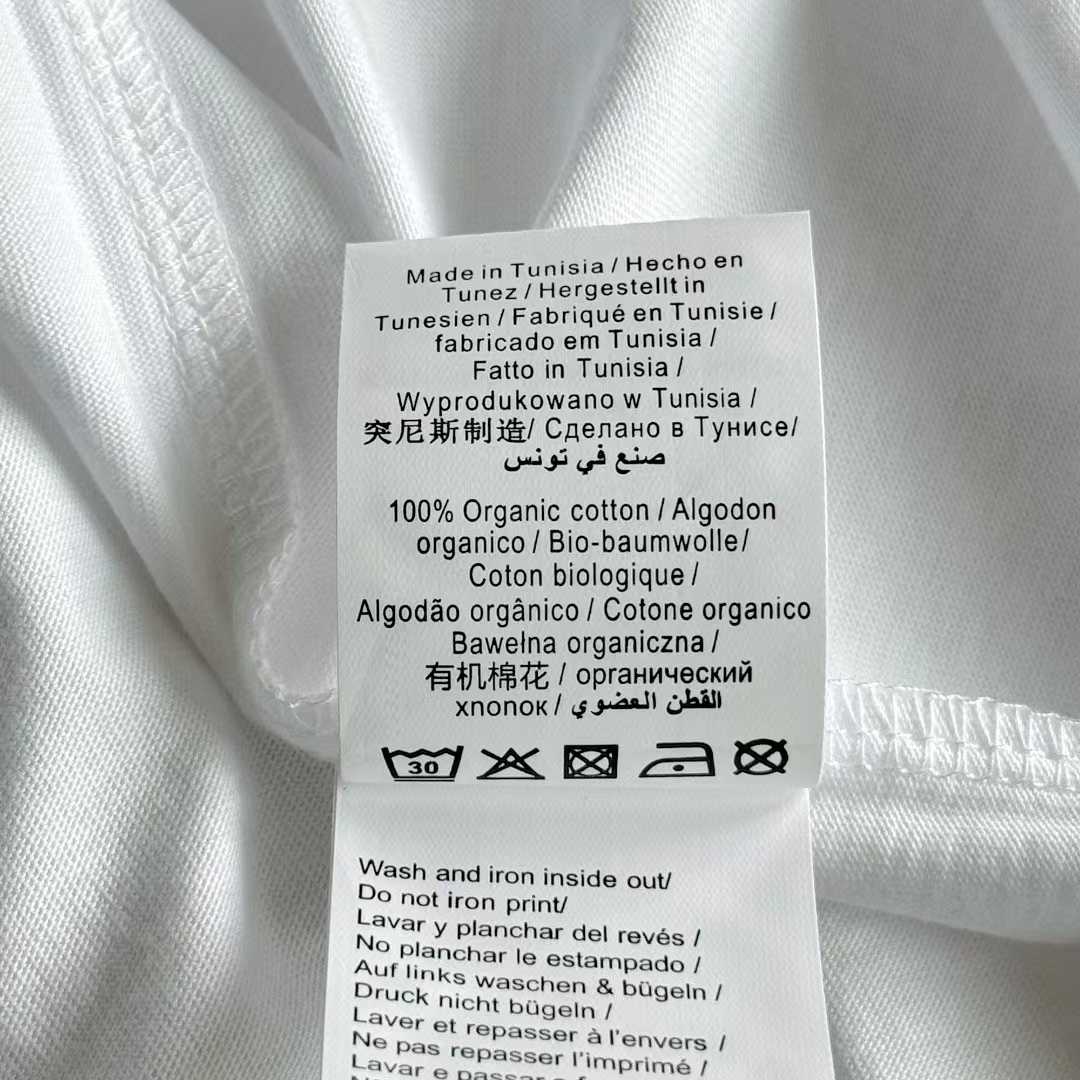 Made in Tunisia / Hecho en
Tunez / Hergestellt in
Tunesien / Fabriqué en Tunisie /
fabricado em Tunisia /
Fatto in Tunisia /
Wyprodukowano w Tunisia /
突尼斯制造/ Сделано в Тунисе/
صنع في تونس
100% Organic cotton / Algodon
organico / Bio-baumwolle/
Coton biologique /
Algodão orgânico / Cotone organico
Bawełna organiczna /
有机棉花 / органический
хлопок / القطن العضوي
30
Wash and iron inside out/
Do not iron print/
Lavar y planchar del revés /
No planchar le estampado /
Auf links waschen & bügeln /
Druck nicht bügeln /
Laver et repasser à l'envers /
Ne pas repasser l'imprimé /
Lavar e